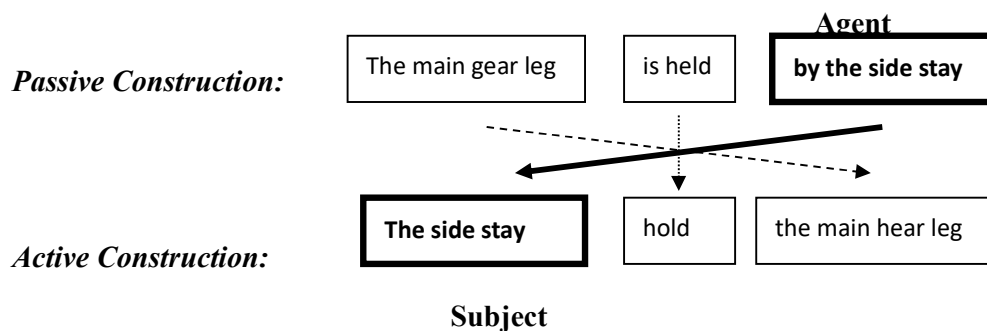 Agent
Passive Construction: The main gear leg is held by the side stay
The side stay hold the main hear leg
Active Construction:
Subject